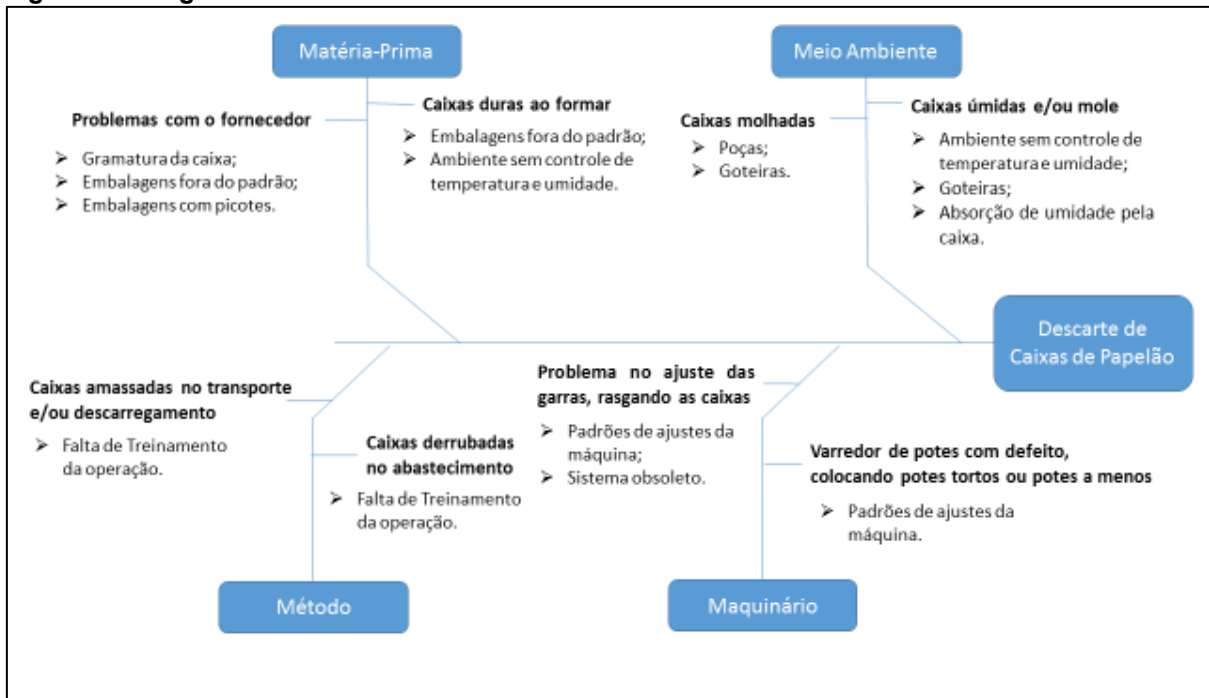 Matéria-Prima
Problemas com o fornecedor
➢ Gramatura da caixa;
➢ Embalagens fora do padrão;
➢ Embalagens com picotes.
Caixas duras ao formar
➢ Embalagens fora do padrão;
➢ Ambiente sem controle de
temperatura e umidade.
Meio Ambiente
Caixas molhadas
➢ Poças;
➢ Goteiras.
Caixas úmidas e/ou mole
➢ Ambiente sem controle de
temperatura e umidade;
➢ Goteiras;
➢ Absorção de umidade pela
caixa.
Descarte de
Caixas de Papelão
Caixas amassadas no transporte
e/ou descarregamento
➢ Falta de Treinamento
da operação.
Caixas derrubadas
no abastecimento
➢ Falta de Treinamento
da operação.
Método
Problema no ajuste das
garras, rasgando as caixas
➢ Padrões de ajustes da
máquina;
➢ Sistema obsoleto.
Varredor de potes com defeito,
colocando potes tortos ou potes a menos
➢ Padrões de ajustes da
máquina.
Maquinário